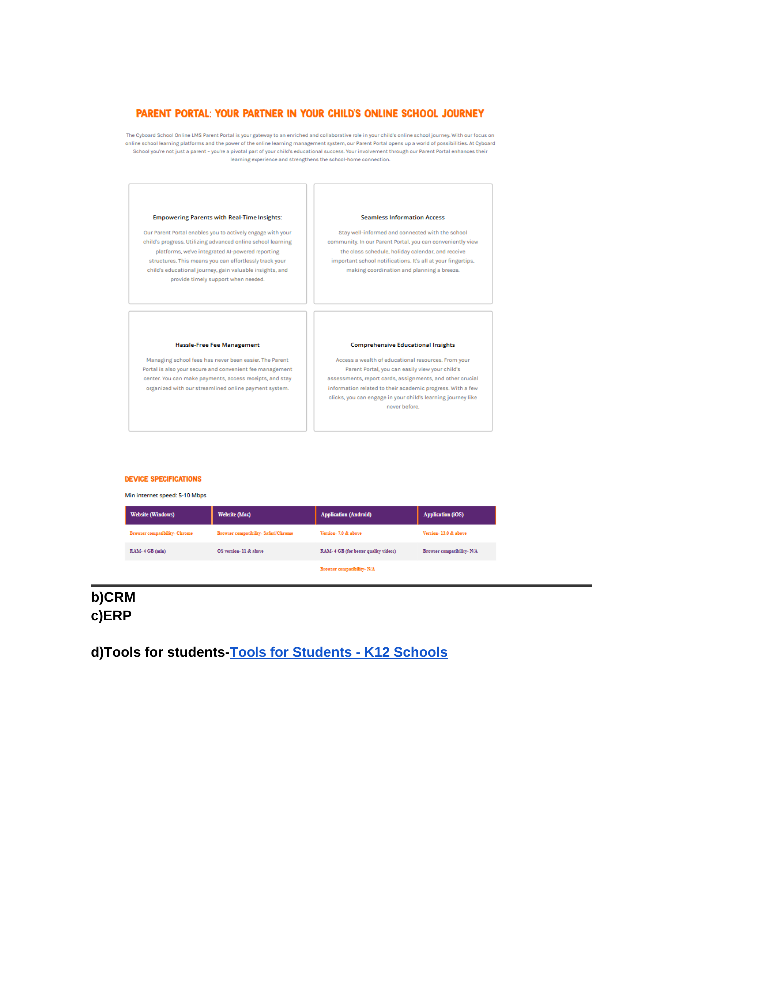 PARENT PORTAL: YOUR PARTNER IN YOUR CHILD'S ONLINE SCHOOL JOURNEY
The Cyboard School Online LMS Parent Portal is your gateway to an enriched and collaborative role in your child's online school journey. With our focus on
online school learning platforms and the power of the online learning management system, our Parent Portal opens up a world of possibilities. At Cyboard
School you're not just a parent – you're a pivotal part of your child's educational success. Your involvement through our Parent Portal enhances their
learning experience and strengthens the school-home connection.
Empowering Parents with Real-Time Insights:
Our Parent Portal enables you to actively engage with your
child's progress. Utilizing advanced online school learning
platforms, we've integrated AI-powered reporting
structures. This means you can effortlessly track your
child's educational journey, gain valuable insights, and
provide timely support when needed.
Seamless Information Access
Stay well-informed and connected with the school
community. In our Parent Portal, you can conveniently view
the class schedule, holiday calendar, and receive
important school notifications. It's all at your fingertips,
making coordination and planning a breeze.
Hassle-Free Fee Management
Managing school fees has never been easier. The Parent
Portal is also your secure and convenient fee management
center. You can make payments, access receipts, and stay
organized with our streamlined online payment system.
Comprehensive Educational Insights
Access a wealth of educational resources. From your
Parent Portal, you can easily view your child's
assessments, report cards, assignments, and other crucial
information related to their academic progress. With a few
clicks, you can engage in your child's learning journey like
never before.
DEVICE SPECIFICATIONS
Min internet speed: 5-10 Mbps
Website (Windows) Website (Mac) Application (Android) Application (iOS)
Browser compatibility- Chrome Browser compatibility- Safari/Chrome Version- 7.0 & above Version- 13.0 & above
RAM- 4 GB (min) OS version- 11 & above RAM- 4 GB (for better quality videos) Browser compatibility- N/A
Browser compatibility- N/A
b)CRM
c)ERP
d)Tools for students-Tools for Students - K12 Schools